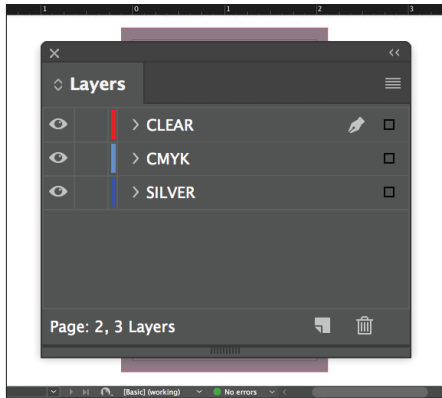 1 0 1 2 3
Layers
CLEAR
CMYK
SILVER
Page: 2, 3 Layers
[Basic] (working) No errors